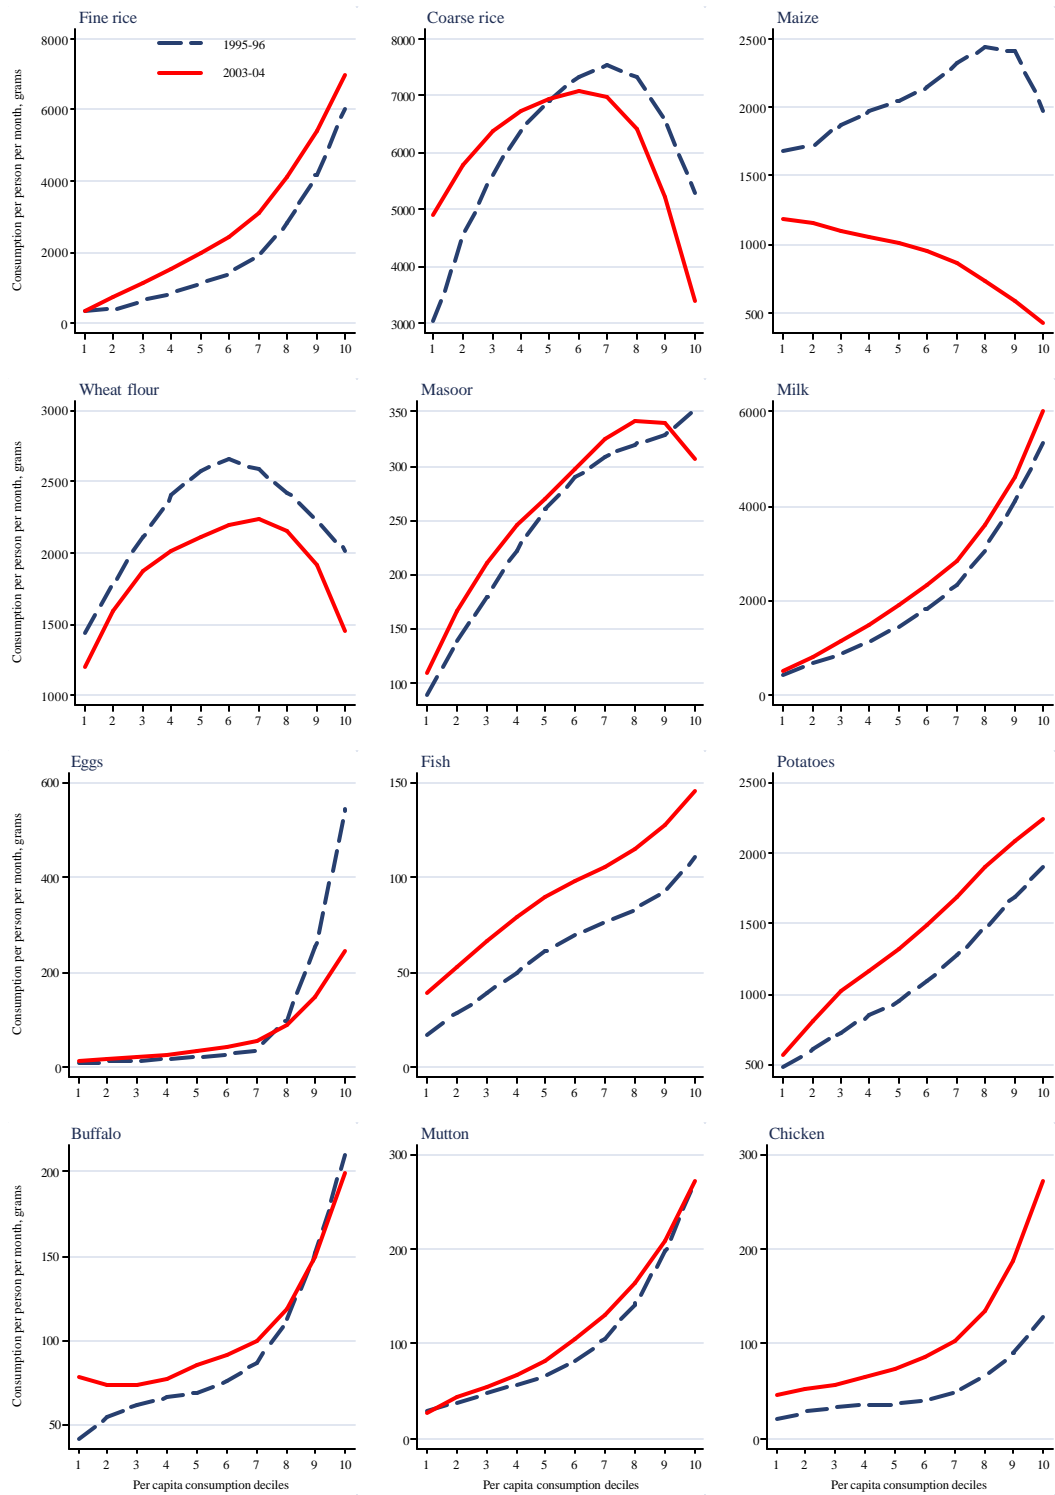 Fine rice
Coarse rice
Maize
Consumption per person per month, grams
8000
6000
4000
2000
0
1995-96
2003-04
1 2 3 4 5 6 7 8 9 10
8000
7000
6000
5000
4000
3000
1 2 3 4 5 6 7 8 9 10
2500
2000
1500
1000
500
1 2 3 4 5 6 7 8 9 10
Wheat flour
Masoor
Milk
Consumption per person per month, grams
3000
2500
2000
1500
1000
1 2 3 4 5 6 7 8 9 10
350
300
250
200
150
100
1 2 3 4 5 6 7 8 9 10
6000
4000
2000
0
1 2 3 4 5 6 7 8 9 10
Eggs
Fish
Potatoes
Consumption per person per month, grams
600
400
200
0
1 2 3 4 5 6 7 8 9 10
150
100
50
0
1 2 3 4 5 6 7 8 9 10
2500
2000
1500
1000
500
1 2 3 4 5 6 7 8 9 10
Buffalo
Mutton
Chicken
Consumption per person per month, grams
200
150
100
50
1 2 3 4 5 6 7 8 9 10
Per capita consumption deciles
300
200
100
0
1 2 3 4 5 6 7 8 9 10
Per capita consumption deciles
300
200
100
0
1 2 3 4 5 6 7 8 9 10
Per capita consumption deciles